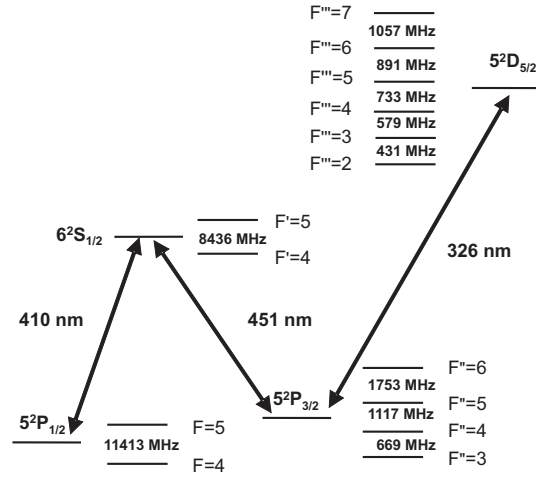 F'''=7
1057 MHz
F'''=6
891 MHz
F'''=5
733 MHz
F'''=4
579 MHz
F'''=3
431 MHz
F'''=2
5²D5/2
6²S1/2
F'=5
8436 MHz
F'=4
410 nm
451 nm
326 nm
5²P1/2
F=5
11413 MHz
F=4
5²P3/2
F''=6
1753 MHz
F''=5
1117 MHz
F''=4
669 MHz
F''=3